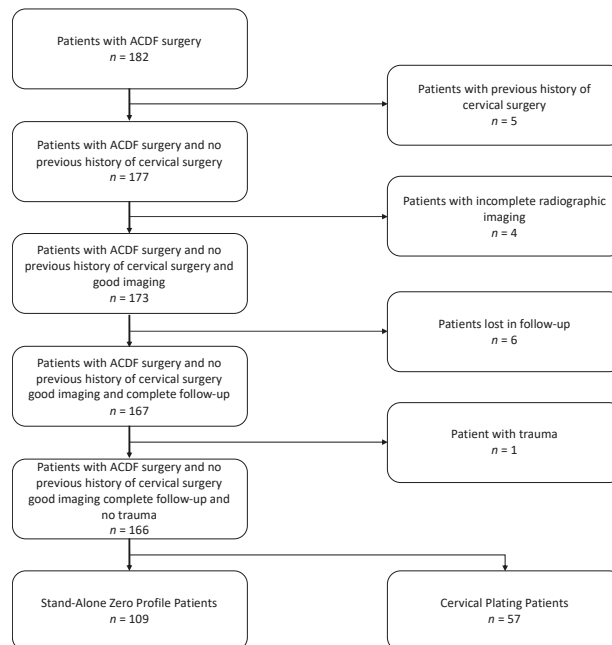 Patients with ACDF surgery
n = 182
Patients with previous history of
cervical surgery
n = 5
Patients with ACDF surgery and no
previous history of cervical surgery
n = 177
Patients with incomplete radiographic
imaging
n = 4
Patients with ACDF surgery and no
previous history of cervical surgery and
good imaging
n = 173
Patients lost in follow-up
n = 6
Patients with ACDF surgery and no
previous history of cervical surgery
good imaging and complete follow-up
n = 167
Patient with trauma
n = 1
Patients with ACDF surgery and no
previous history of cervical surgery
good imaging complete follow-up and
no trauma
n = 166
Stand-Alone Zero Profile Patients
n = 109
Cervical Plating Patients
n = 57